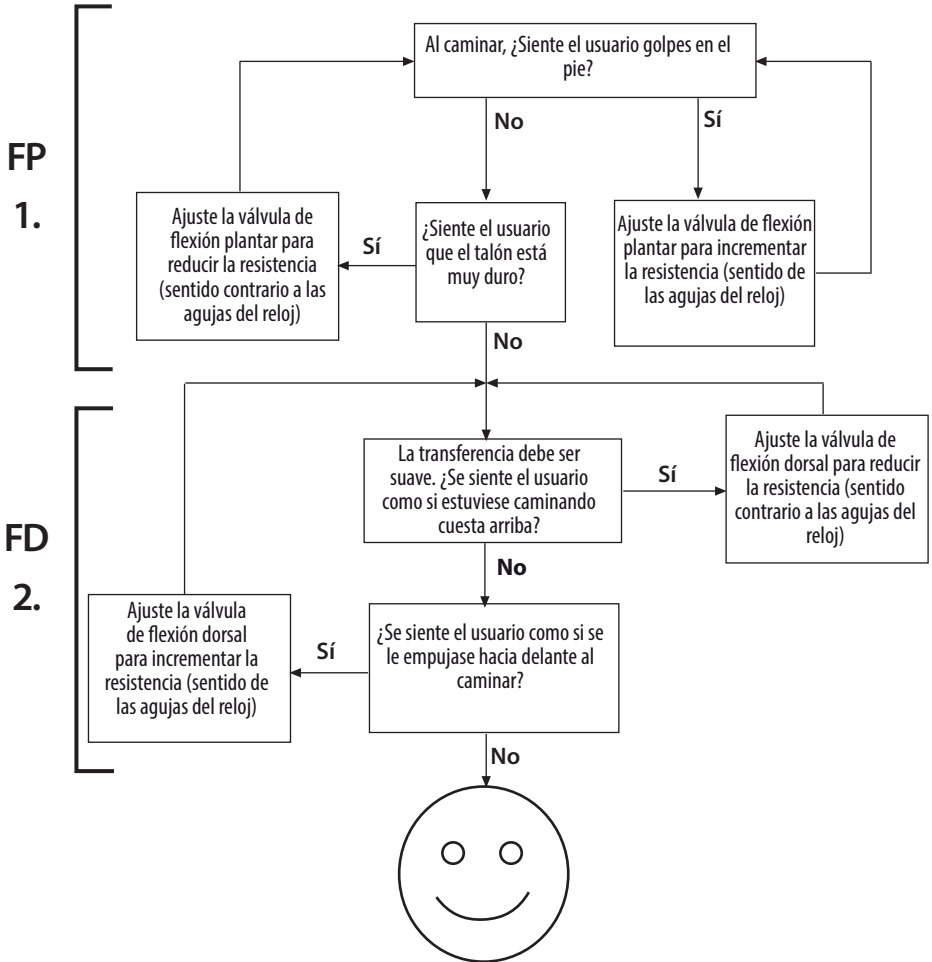 FP
1.
Al caminar, ¿Siente el usuario golpes en el
pie?
No
Sí
Ajuste la válvula de
flexión plantar para
reducir la resistencia
(sentido contrario a las
agujas del reloj)
Sí
¿Siente el usuario
que el talón está
muy duro?
Ajuste la válvula de flexión
plantar para incrementar
la resistencia (sentido de
las agujas del reloj)
No
FD
2.
La transferencia debe ser
suave. ¿Se siente el usuario
como si estuviese caminando
cuesta arriba?
Sí
Ajuste la válvula de
flexión dorsal para reducir
la resistencia (sentido
contrario a las agujas del
reloj)
No
Ajuste la válvula
de flexión dorsal
para incrementar la
resistencia (sentido de
las agujas del reloj)
Sí
¿Se siente el usuario como si se
le empujase hacia delante al
caminar?
No